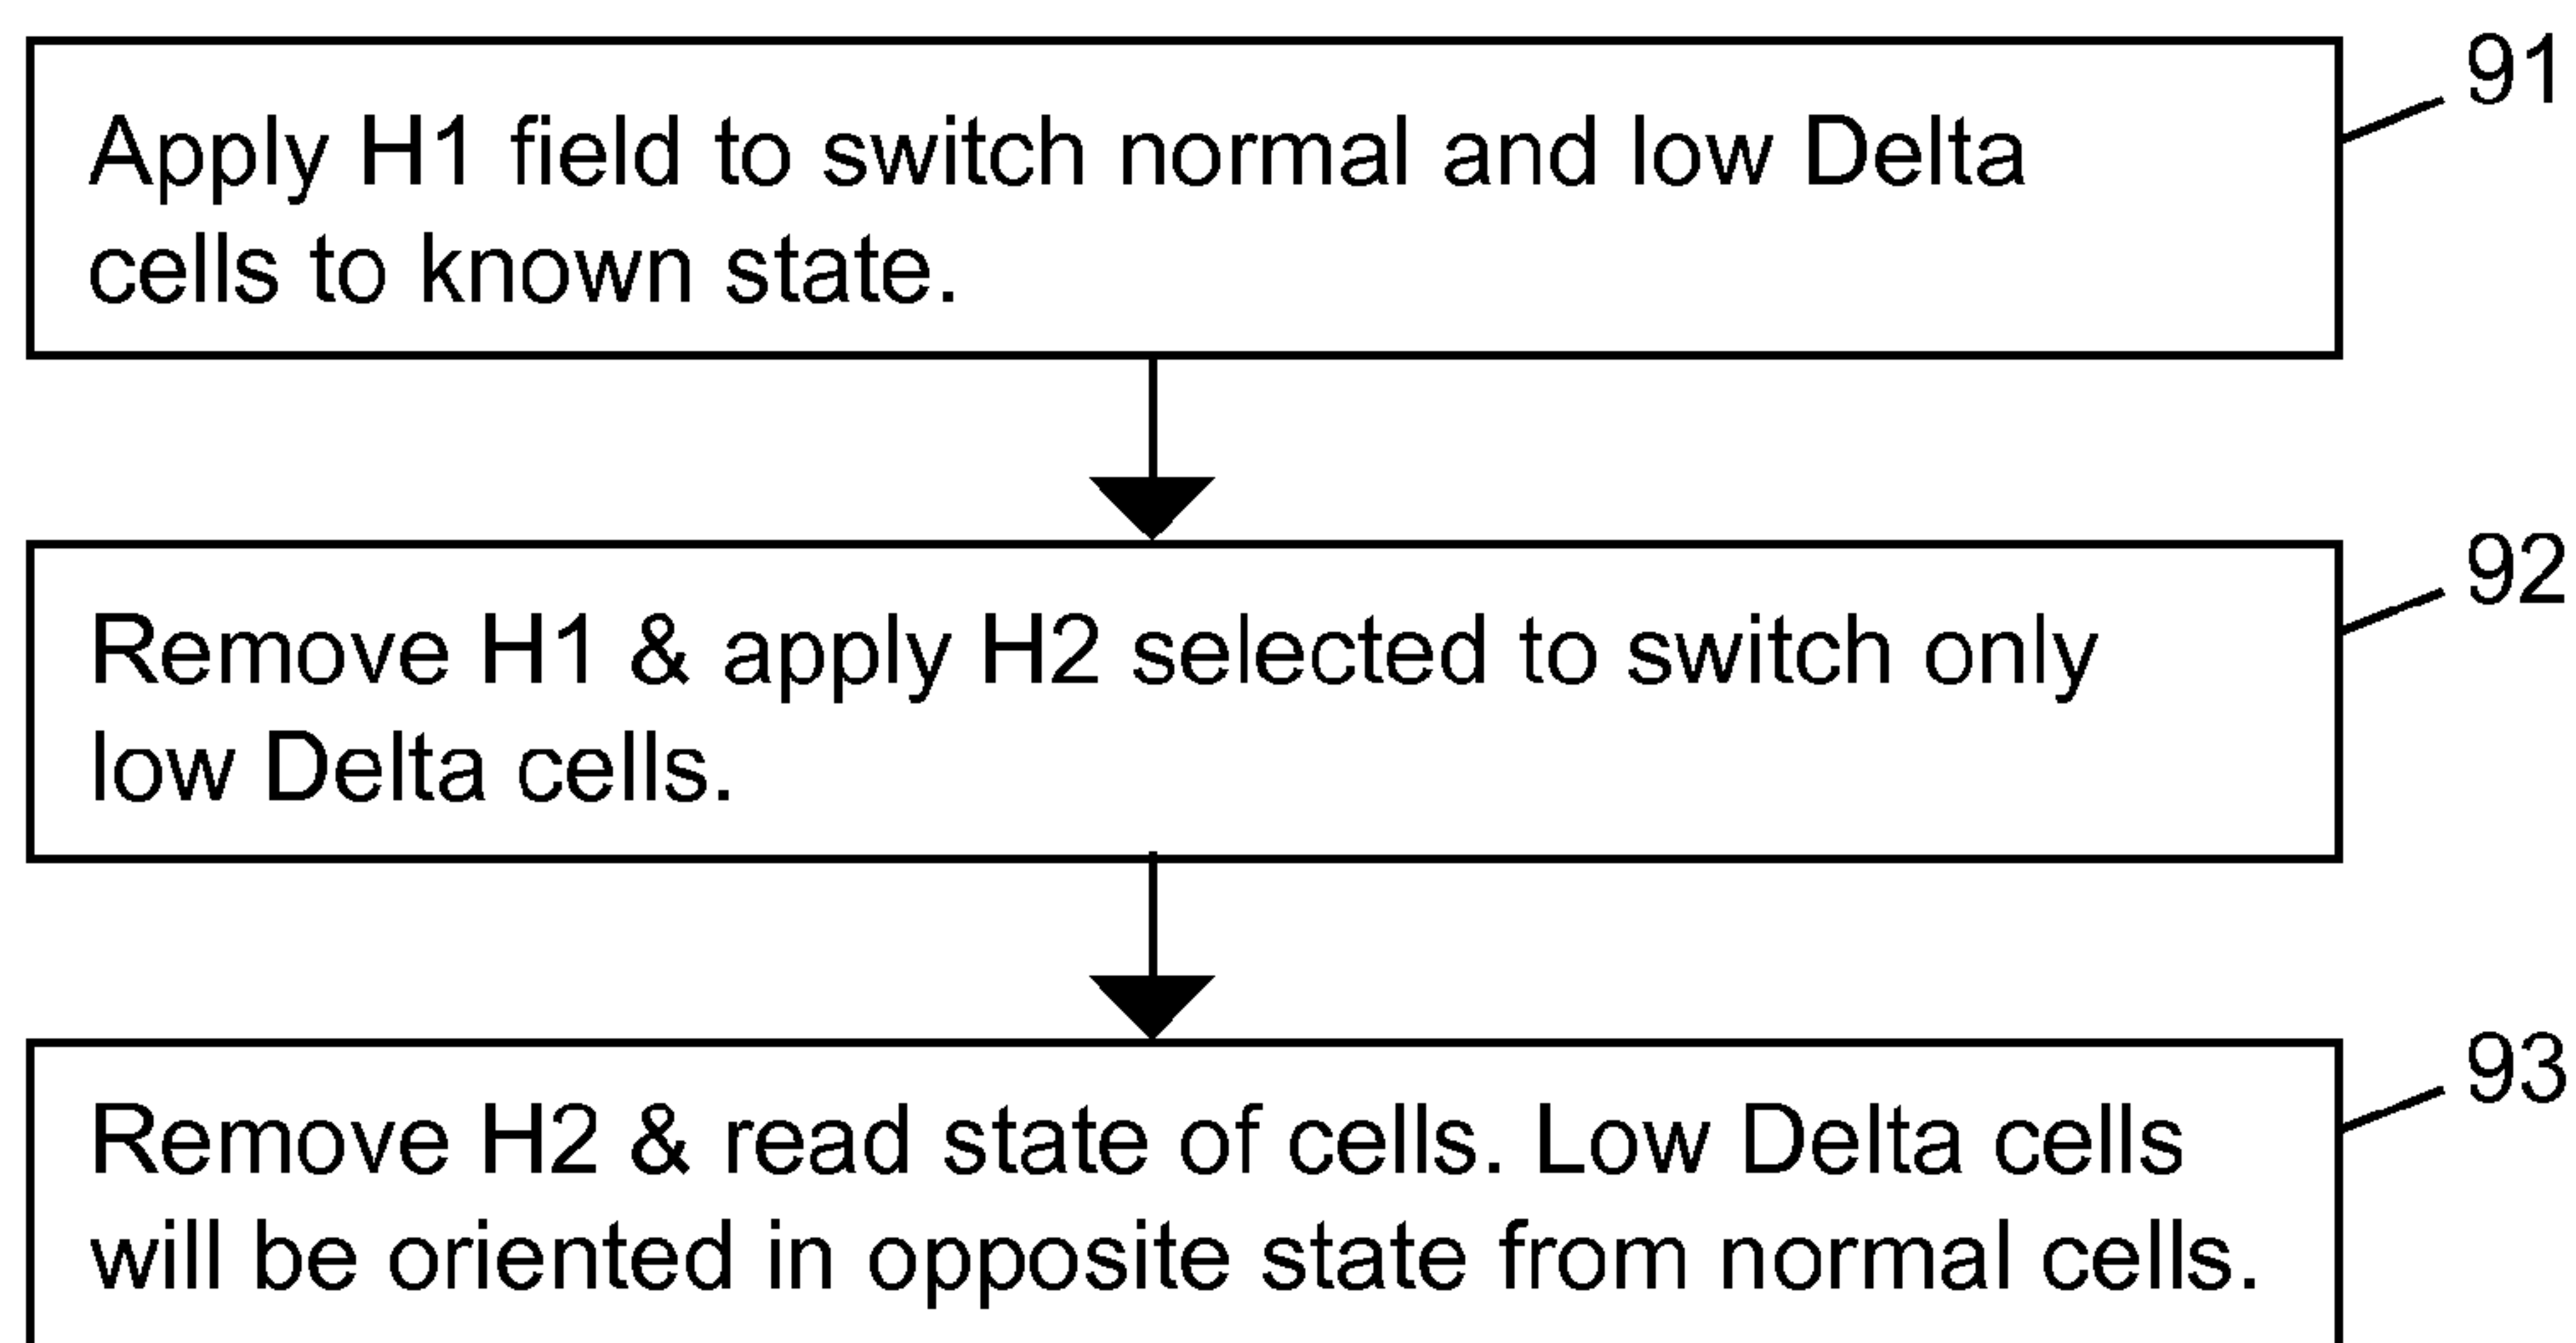 91
Apply H1 field to switch normal and low Delta
cells to known state.
92
Remove H1 & apply H2 selected to switch only
low Delta cells.
93
Remove H2 & read state of cells. Low Delta cells
will be oriented in opposite state from normal cells.